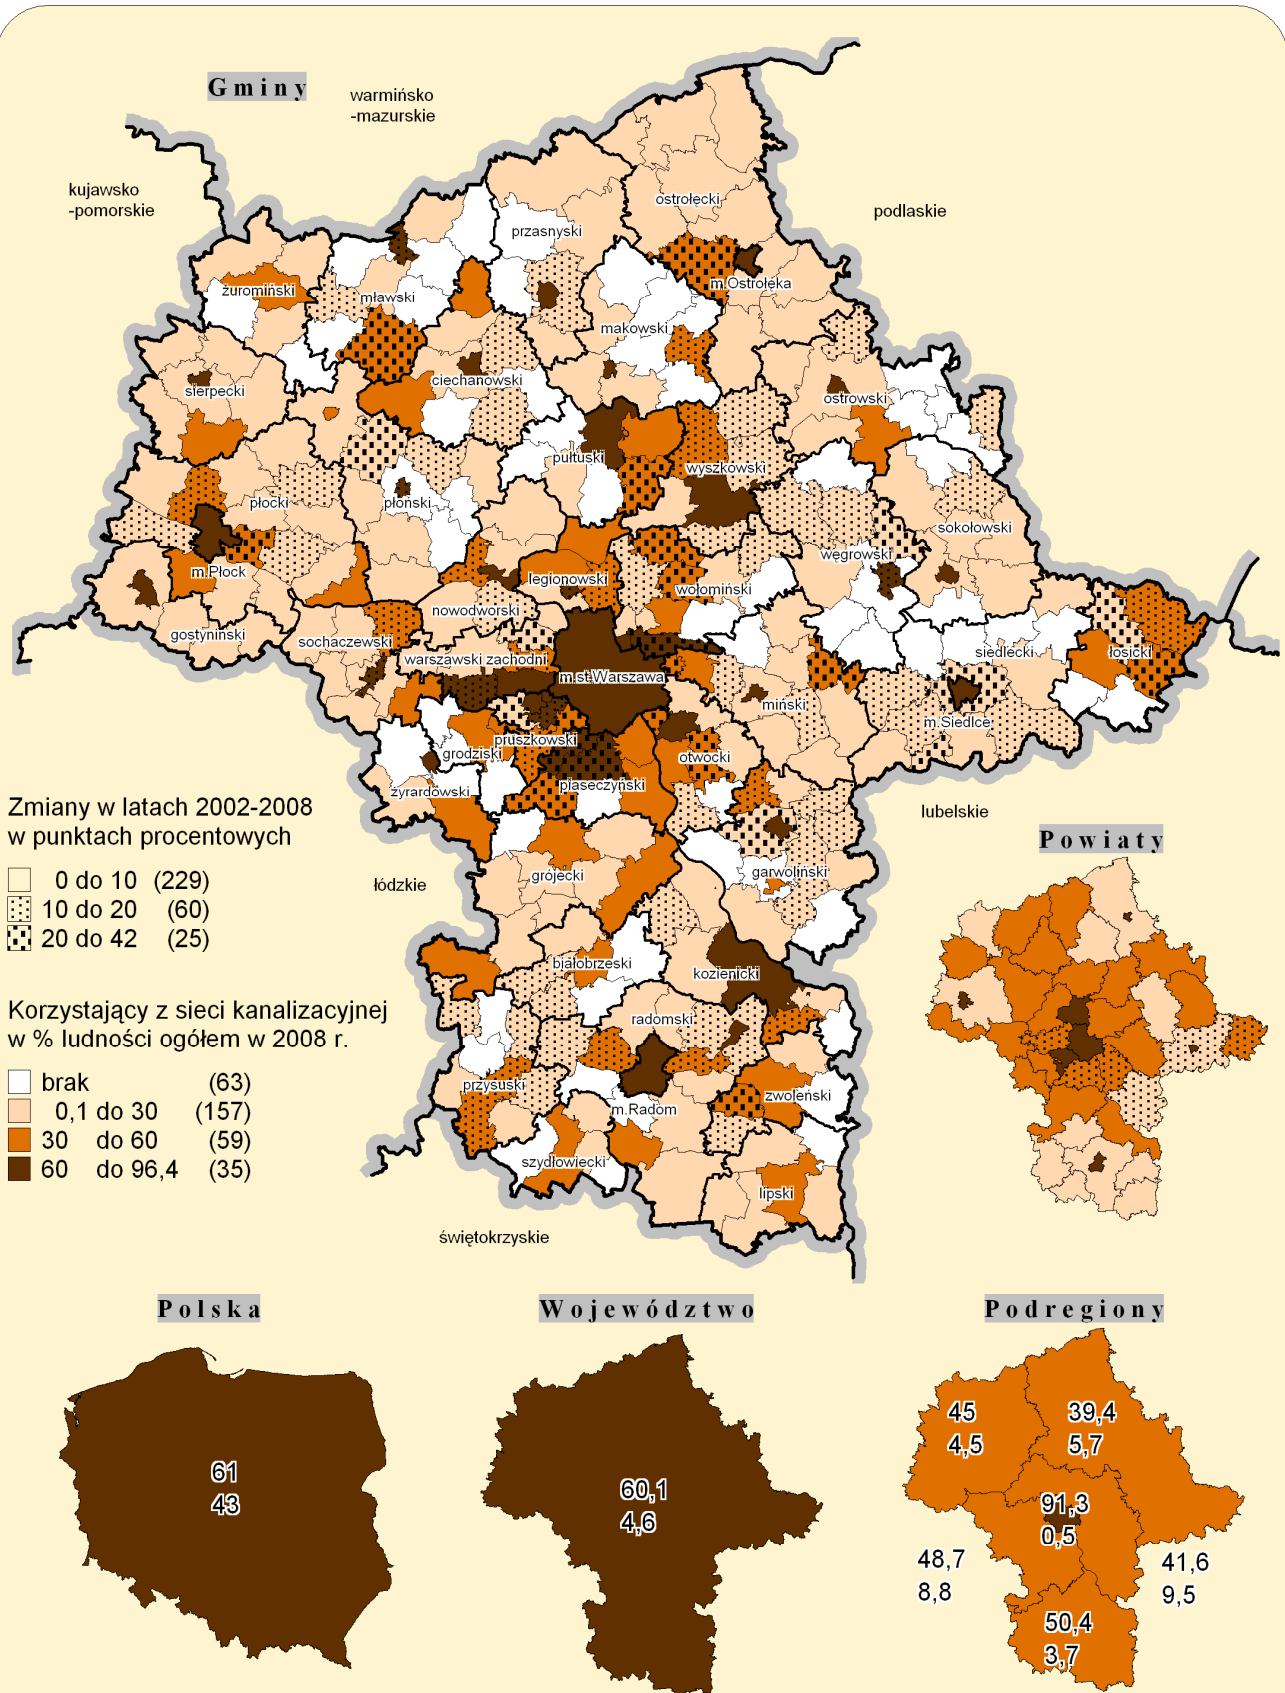 Gminy
warmińsko
-mazurskie
kujawsko
-pomorskie
podlaskie
ostrołęcki
przasnyski
m.Ostrołęka
żuromiński
mławski
makowski
ciechanowski
sierpecki
ostrowski
pułtuski
wyszkowski
płocki
płoński
sokołowski
węgrowski
m.Płock
legionowski
wołomiński
nowodworski
gostyniński
sochaczewski
warszawski zachodni
siedlecki
łosicki
m.st.Warszawa
miński
m.Siedlce
pruszkowski
grodziski
otwocki
piaseczyński
żyrardowski
Zmiany w latach 2002-2008
w punktach procentowych
0 do 10 (229)
10 do 20 (60)
20 do 42 (25)
lubelskie
Powiaty
łódzkie
grójecki
garwoliński
białobrzeski
kozienicki
Korzystający z sieci kanalizacyjnej
w % ludności ogółem w 2008 r.
brak (63)
0,1 do 30 (157)
30 do 60 (59)
60 do 96,4 (35)
radomski
przysuski
zwoleński
m.Radom
szydłowiecki
lipski
świętokrzyskie
Polska
61
43
Województwo
60,1
4,6
Podregiony
45
4,5
39,4
5,7
91,3
0,5
48,7
8,8
41,6
9,5
50,4
3,7